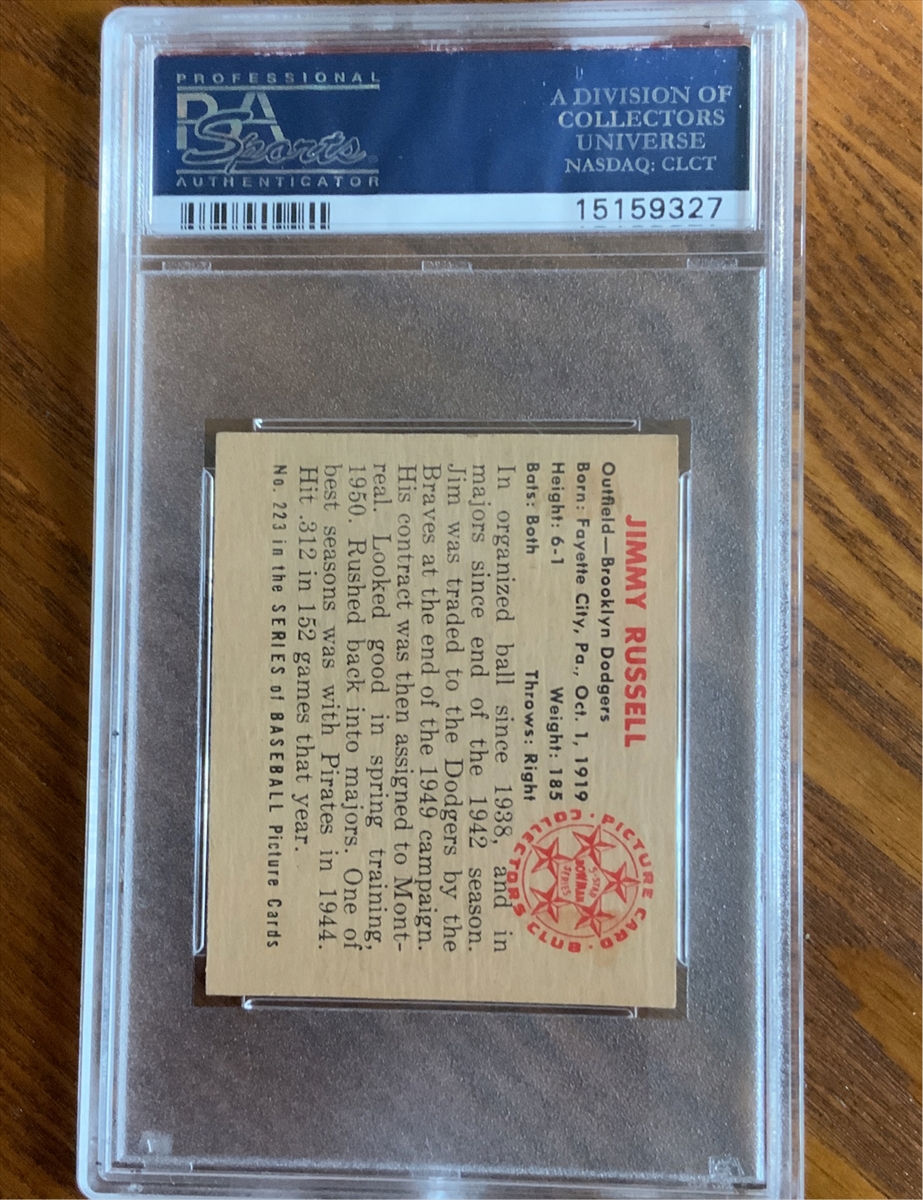 PROFESSIONAL
PSA
Sports
AUTHENTICATOR
A DIVISION OF
COLLECTORS
UNIVERSE
NASDAQ: CLCT
15159327
JIMMY RUSSELL
Outfield—Brooklyn Dodgers
Born: Fayette City, Pa., Oct. 1, 1919
Height: 6-1 Weight: 185
Bats: Both Throws: Right
In organized ball since 1938, and in
majors since end of the 1942 season.
Jim was traded to the Dodgers by the
Braves at the end of the 1949 campaign.
His contract was then assigned to Mont-
real. Looked good in spring training,
1950. Rushed back into majors. One of
best seasons was with Pirates in 1944.
Hit .312 in 152 games that year.
No. 223 in the SERIES of BASEBALL Picture Cards
PICTURE CARD COLLECTORS CLUB
5-STAR
BOWMAN
SERIES